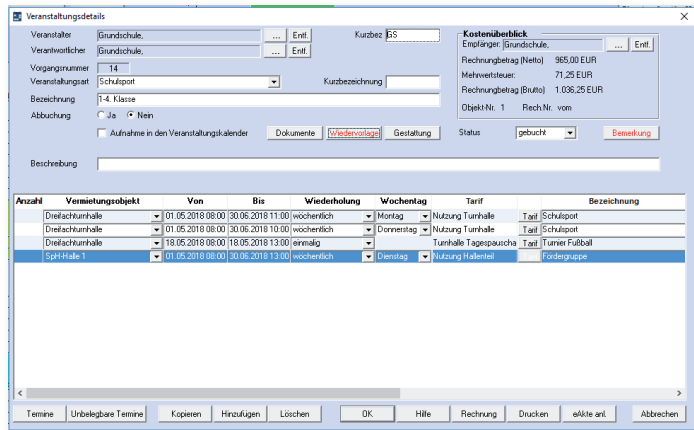 Veranstaltungsdetails
Veranstalter Grundschule, ... Entf. Kurzbez GS
Verantwortlicher Grundschule, ... Entf.
Vorgangsnummer 14
Veranstaltungsart Schulsport Kurzbezeichnung
Bezeichnung 1-4. Klasse
Abbuchung Ja Nein
Aufnahme in den Veranstaltungskalender Dokumente Wiedervorlage Gestattung Status gebucht Bemerkung
Kostenüberblick
Empfänger: Grundschule, ... Entf.
Rechnungbetrag (Netto) 965,00 EUR
Mehrwertsteuer: 71,25 EUR
Rechnungbetrag (Brutto) 1.036,25 EUR
Objekt-Nr. 1 Rech.Nr. vom
Beschreibung
Anzahl Vermietungsobjekt Von Bis Wiederholung Wochentag Tarif Bezeichnung
Dreifachturnhalle 01.05.2018 08:00 30.06.2018 11:00 wöchentlich Montag Nutzung Turnhalle Tarif Schulsport
Dreifachturnhalle 01.05.2018 08:00 30.06.2018 10:00 wöchentlich Donnerstag Nutzung Turnhalle Tarif Schulsport
Dreifachturnhalle 18.05.2018 08:00 18.05.2018 13:00 einmalig Turnhalle Tagespauscha Tarif Turnier Fußball
SpH-Halle 1 01.05.2018 08:00 30.06.2018 13:00 wöchentlich Dienstag Nutzung Hallenteil Tarif Fördergruppe
Termine Unbelegbare Termine Kopieren Hinzufügen Löschen OK Hilfe Rechnung Drucken eAkte anl. Abbrechen